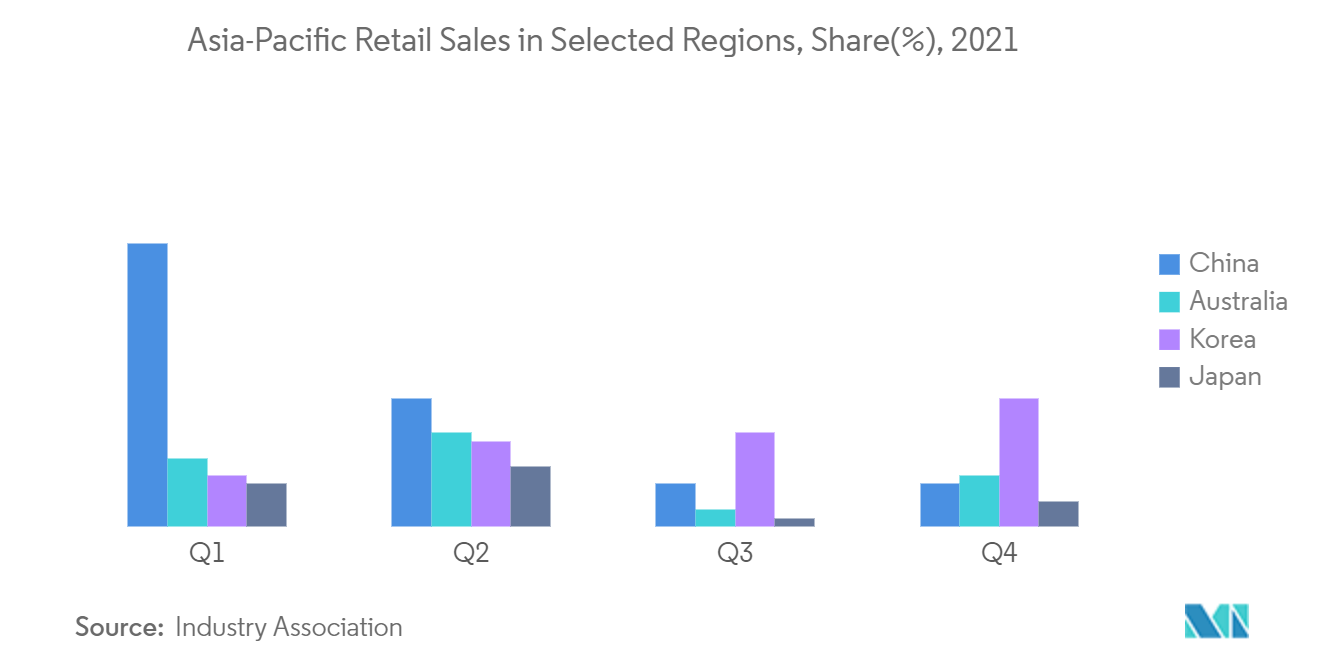 Asia-Pacific Retail Sales in Selected Regions, Share(%), 2021
China
Australia
Korea
Japan
Q1 Q2 Q3 Q4
Source: Industry Association